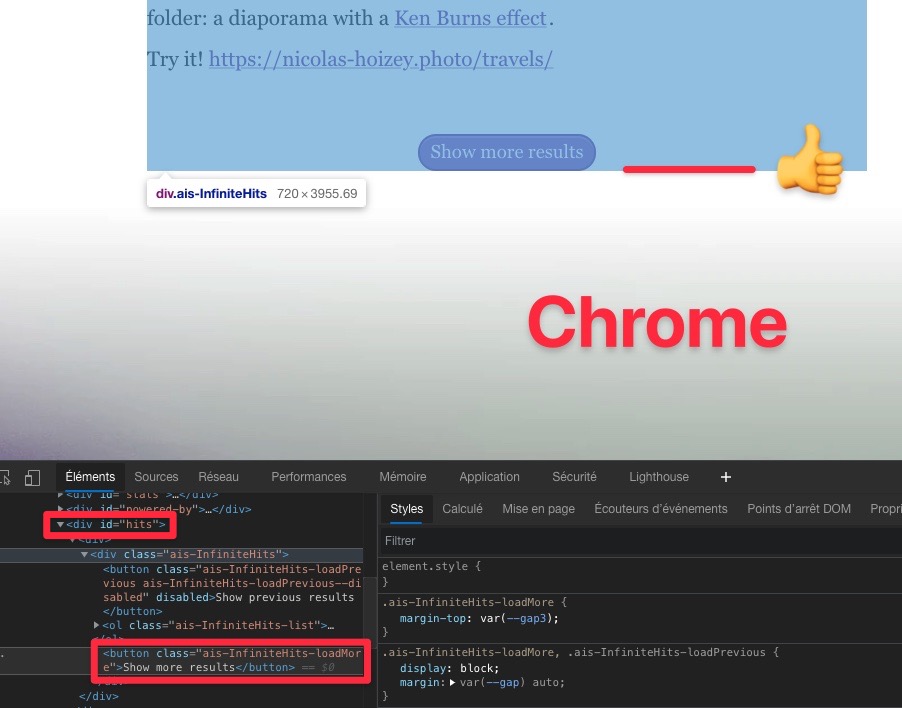 folder: a diaporama with a Ken Burns effect.
Try it! https://nicolas-hoizey.photo/travels/
Show more results
div.ais-InfiniteHits 720 × 3955.69
Chrome
Éléments Sources Réseau Performances Mémoire Application Sécurité Lighthouse +
<div id="stats">…</div>
<div id="powered-by">…</div>
<div id="hits">
<div>
<div class="ais-InfiniteHits">
<button class="ais-InfiniteHits-loadPre
vious ais-InfiniteHits-loadPrevious--di
sabled" disabled>Show previous results
</button>
<ol class="ais-InfiniteHits-list">…
</ol>
<button class="ais-InfiniteHits-loadMor
e">Show more results</button> == $0
</div>
</div>
Styles Calculé Mise en page Écouteurs d'événements Points d'arrêt DOM Propri
Filtrer
element.style {
}
.ais-InfiniteHits-loadMore {
margin-top: var(--gap3);
}
.ais-InfiniteHits-loadMore, .ais-InfiniteHits-loadPrevious {
display: block;
margin: var(--gap) auto;
}